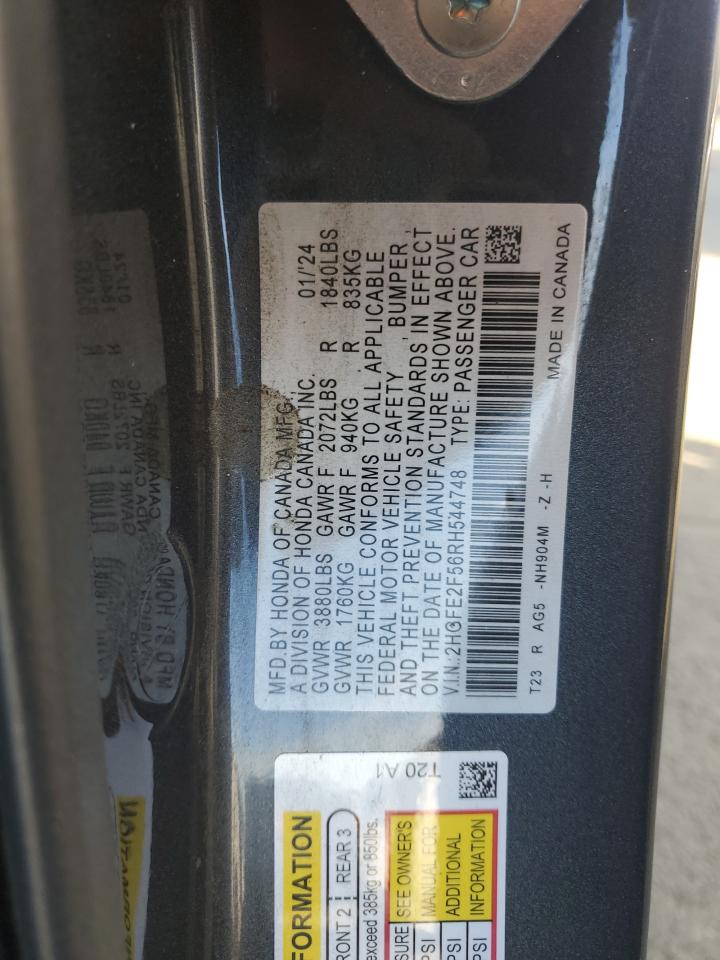 MFD.BY HONDA OF CANADA MFG. 01/'24
A DIVISION OF HONDA CANADA INC.
GVWR 3880LBS GAWR F 2072LBS R 1840LBS
GVWR 1760KG GAWR F 940KG R 835KG
THIS VEHICLE CONFORMS TO ALL APPLICABLE
FEDERAL MOTOR VEHICLE SAFETY, BUMPER,
AND THEFT PREVENTION STANDARDS IN EFFECT
ON THE DATE OF MANUFACTURE SHOWN ABOVE.
V.I.N.:2HGFE2F56RH544748 TYPE: PASSENGER CAR
T23 R AG5 -NH904M -Z -H MADE IN CANADA
T20 A1
FORMATION
RONT 2 REAR 3
exceed 385kg or 850lbs.
SURE SEE OWNER'S
PSI MANUAL FOR
PSI ADDITIONAL
PSI INFORMATION